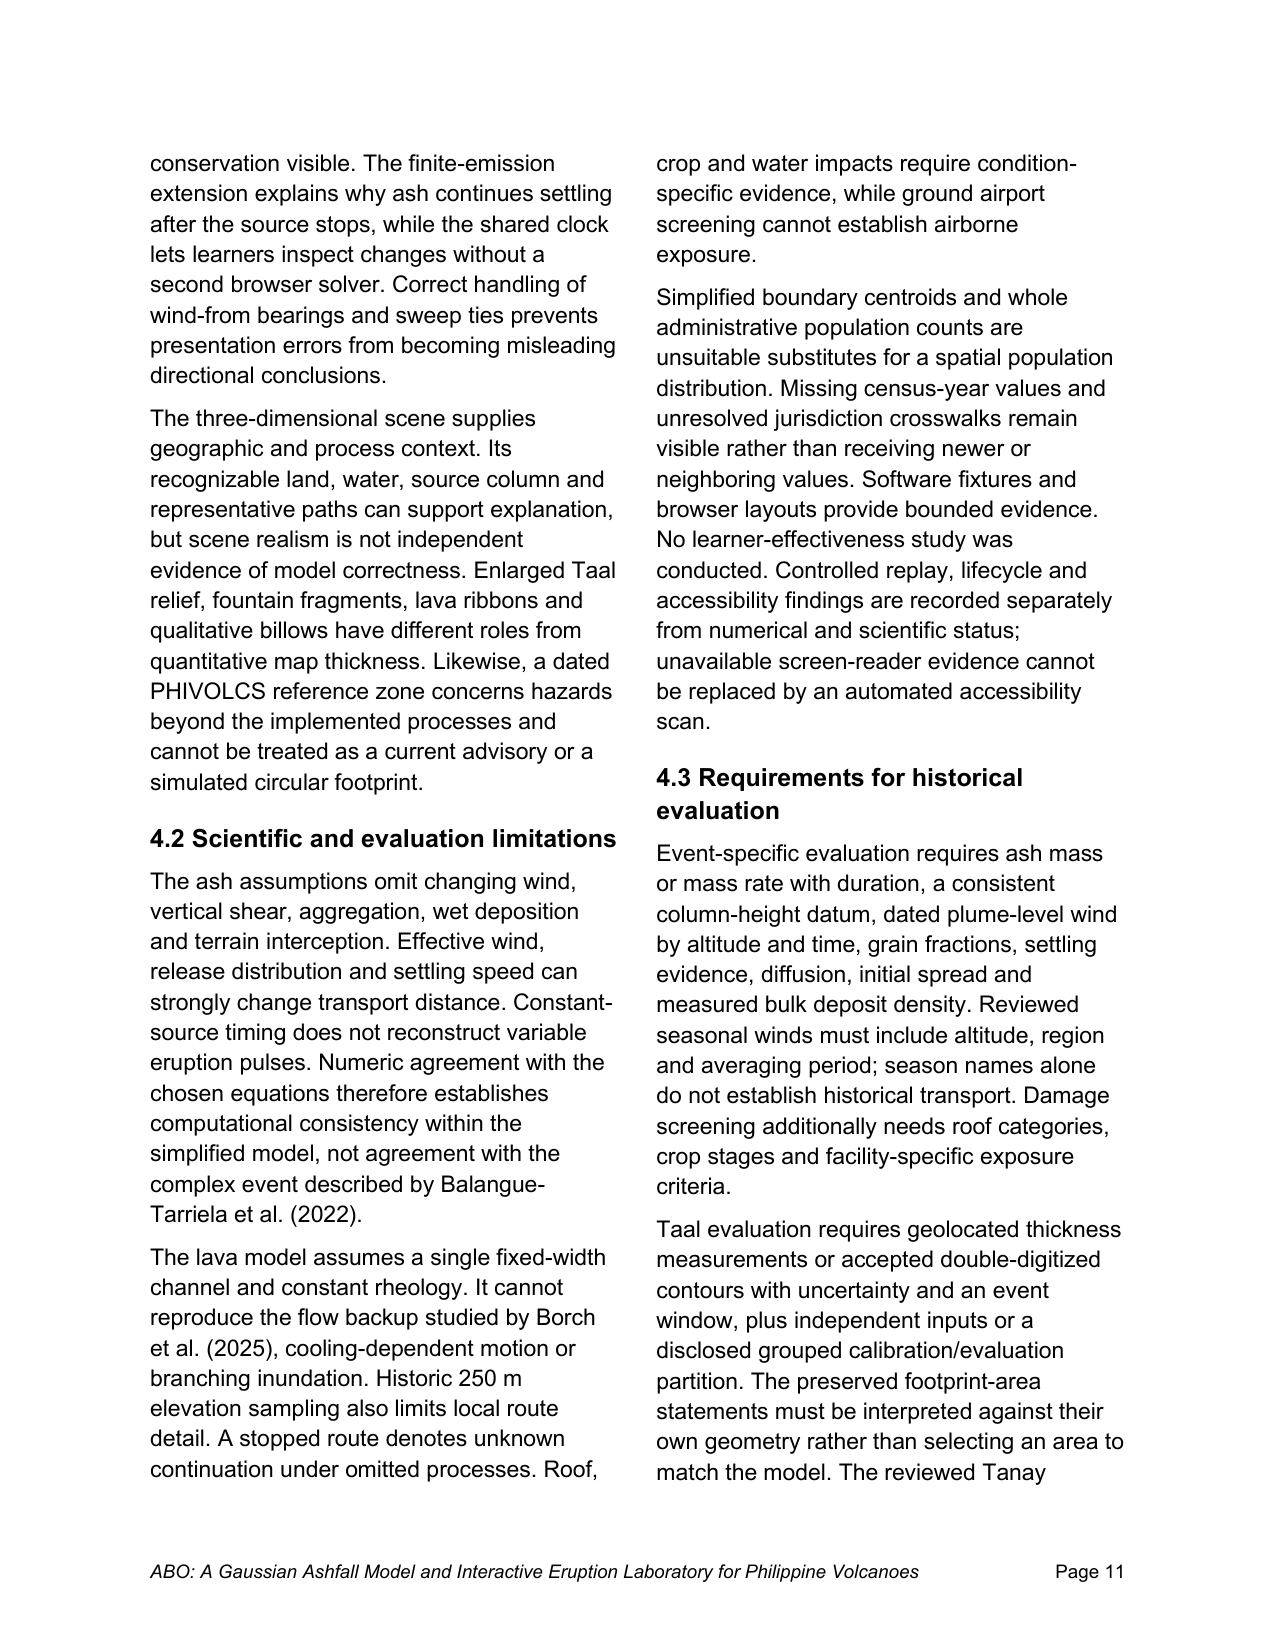 conservation visible. The finite-emission
extension explains why ash continues settling
after the source stops, while the shared clock
lets learners inspect changes without a
second browser solver. Correct handling of
wind-from bearings and sweep ties prevents
presentation errors from becoming misleading
directional conclusions.
The three-dimensional scene supplies
geographic and process context. Its
recognizable land, water, source column and
representative paths can support explanation,
but scene realism is not independent
evidence of model correctness. Enlarged Taal
relief, fountain fragments, lava ribbons and
qualitative billows have different roles from
quantitative map thickness. Likewise, a dated
PHIVOLCS reference zone concerns hazards
beyond the implemented processes and
cannot be treated as a current advisory or a
simulated circular footprint.
4.2 Scientific and evaluation limitations
The ash assumptions omit changing wind,
vertical shear, aggregation, wet deposition
and terrain interception. Effective wind,
release distribution and settling speed can
strongly change transport distance. Constant-
source timing does not reconstruct variable
eruption pulses. Numeric agreement with the
chosen equations therefore establishes
computational consistency within the
simplified model, not agreement with the
complex event described by Balangue-
Tarriela et al. (2022).
The lava model assumes a single fixed-width
channel and constant rheology. It cannot
reproduce the flow backup studied by Borch
et al. (2025), cooling-dependent motion or
branching inundation. Historic 250 m
elevation sampling also limits local route
detail. A stopped route denotes unknown
continuation under omitted processes. Roof,
crop and water impacts require condition-
specific evidence, while ground airport
screening cannot establish airborne
exposure.
Simplified boundary centroids and whole
administrative population counts are
unsuitable substitutes for a spatial population
distribution. Missing census-year values and
unresolved jurisdiction crosswalks remain
visible rather than receiving newer or
neighboring values. Software fixtures and
browser layouts provide bounded evidence.
No learner-effectiveness study was
conducted. Controlled replay, lifecycle and
accessibility findings are recorded separately
from numerical and scientific status;
unavailable screen-reader evidence cannot
be replaced by an automated accessibility
scan.
4.3 Requirements for historical
evaluation
Event-specific evaluation requires ash mass
or mass rate with duration, a consistent
column-height datum, dated plume-level wind
by altitude and time, grain fractions, settling
evidence, diffusion, initial spread and
measured bulk deposit density. Reviewed
seasonal winds must include altitude, region
and averaging period; season names alone
do not establish historical transport. Damage
screening additionally needs roof categories,
crop stages and facility-specific exposure
criteria.
Taal evaluation requires geolocated thickness
measurements or accepted double-digitized
contours with uncertainty and an event
window, plus independent inputs or a
disclosed grouped calibration/evaluation
partition. The preserved footprint-area
statements must be interpreted against their
own geometry rather than selecting an area to
match the model. The reviewed Tanay
ABO: A Gaussian Ashfall Model and Interactive Eruption Laboratory for Philippine Volcanoes Page 11